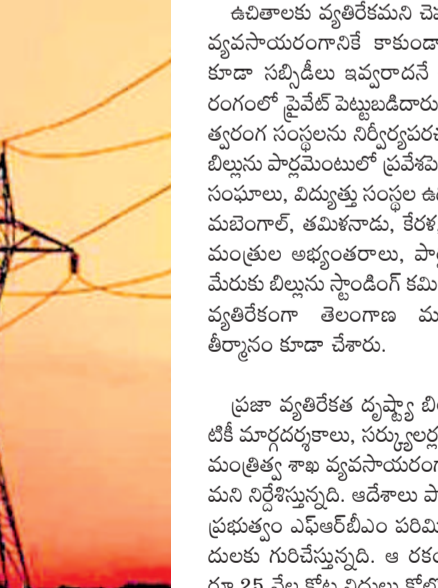 ఉచితాలకు వ్యతిరేకమని
వ్యవసాయరంగానికే కాకుండా
కూడా సబ్సిడీలు ఇవ్వరాదనే
రంగంలో ప్రైవేట్ పెట్టుబడిదారు
త్వరంగ సంస్థలను నిర్వీర్యపర
బిల్లును పార్లమెంటులో ప్రవేశపె
సంఘాలు, విద్యుత్తు సంస్థల
మబెంగాల్, తమిళనాడు, కేరళ,
మంత్రుల అభ్యంతరాలు,
మేరుకు బిల్లును స్టాండింగ్ కమి
వ్యతిరేకంగా తెలంగాణ
తీర్మానం కూడా చేశారు.
ప్రజా వ్యతిరేకత దృష్ట్యా
టికీ మార్గదర్శకాలు, సర్క్యులర్ల
మంత్రిత్వ శాఖ వ్యవసాయరంగ
మని నిర్దేశిస్తున్నది. ఆదేశాలు
ప్రభుత్వం ఎఫ్ఆర్‌బీఎం పరిమి
దులకు గురిచేస్తున్నది. ఆ రకం
రూ.25 వేల కోట్ల నిధులు